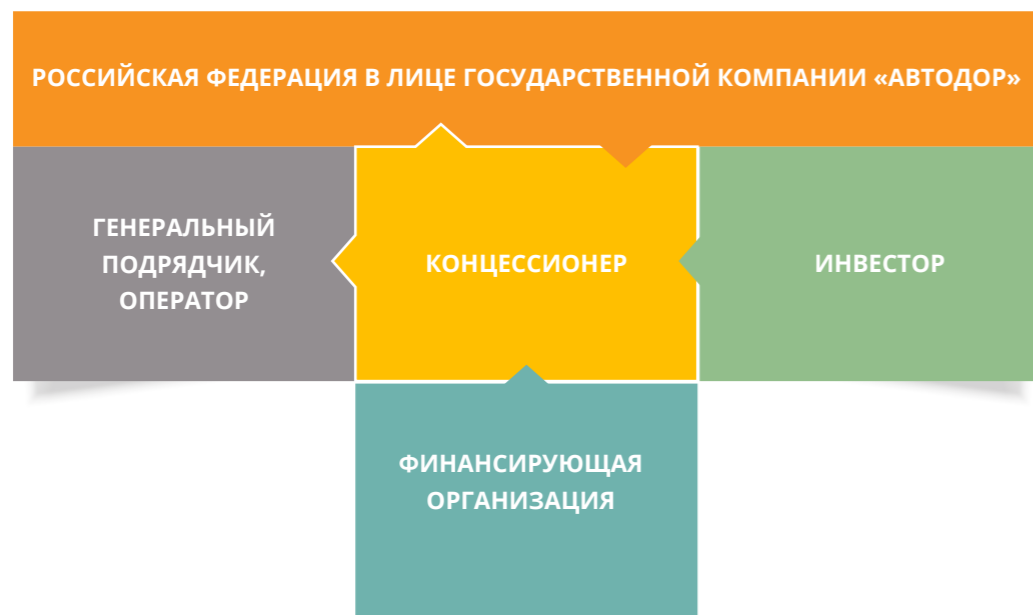 РОССИЙСКАЯ ФЕДЕРАЦИЯ В ЛИЦЕ ГОСУДАРСТВЕННОЙ КОМПАНИИ «АВТОДОР»
ГЕНЕРАЛЬНЫЙ
ПОДРЯДЧИК,
ОПЕРАТОР
КОНЦЕССИОНЕР
ИНВЕСТОР
ФИНАНСИРУЮЩАЯ
ОРГАНИЗАЦИЯ